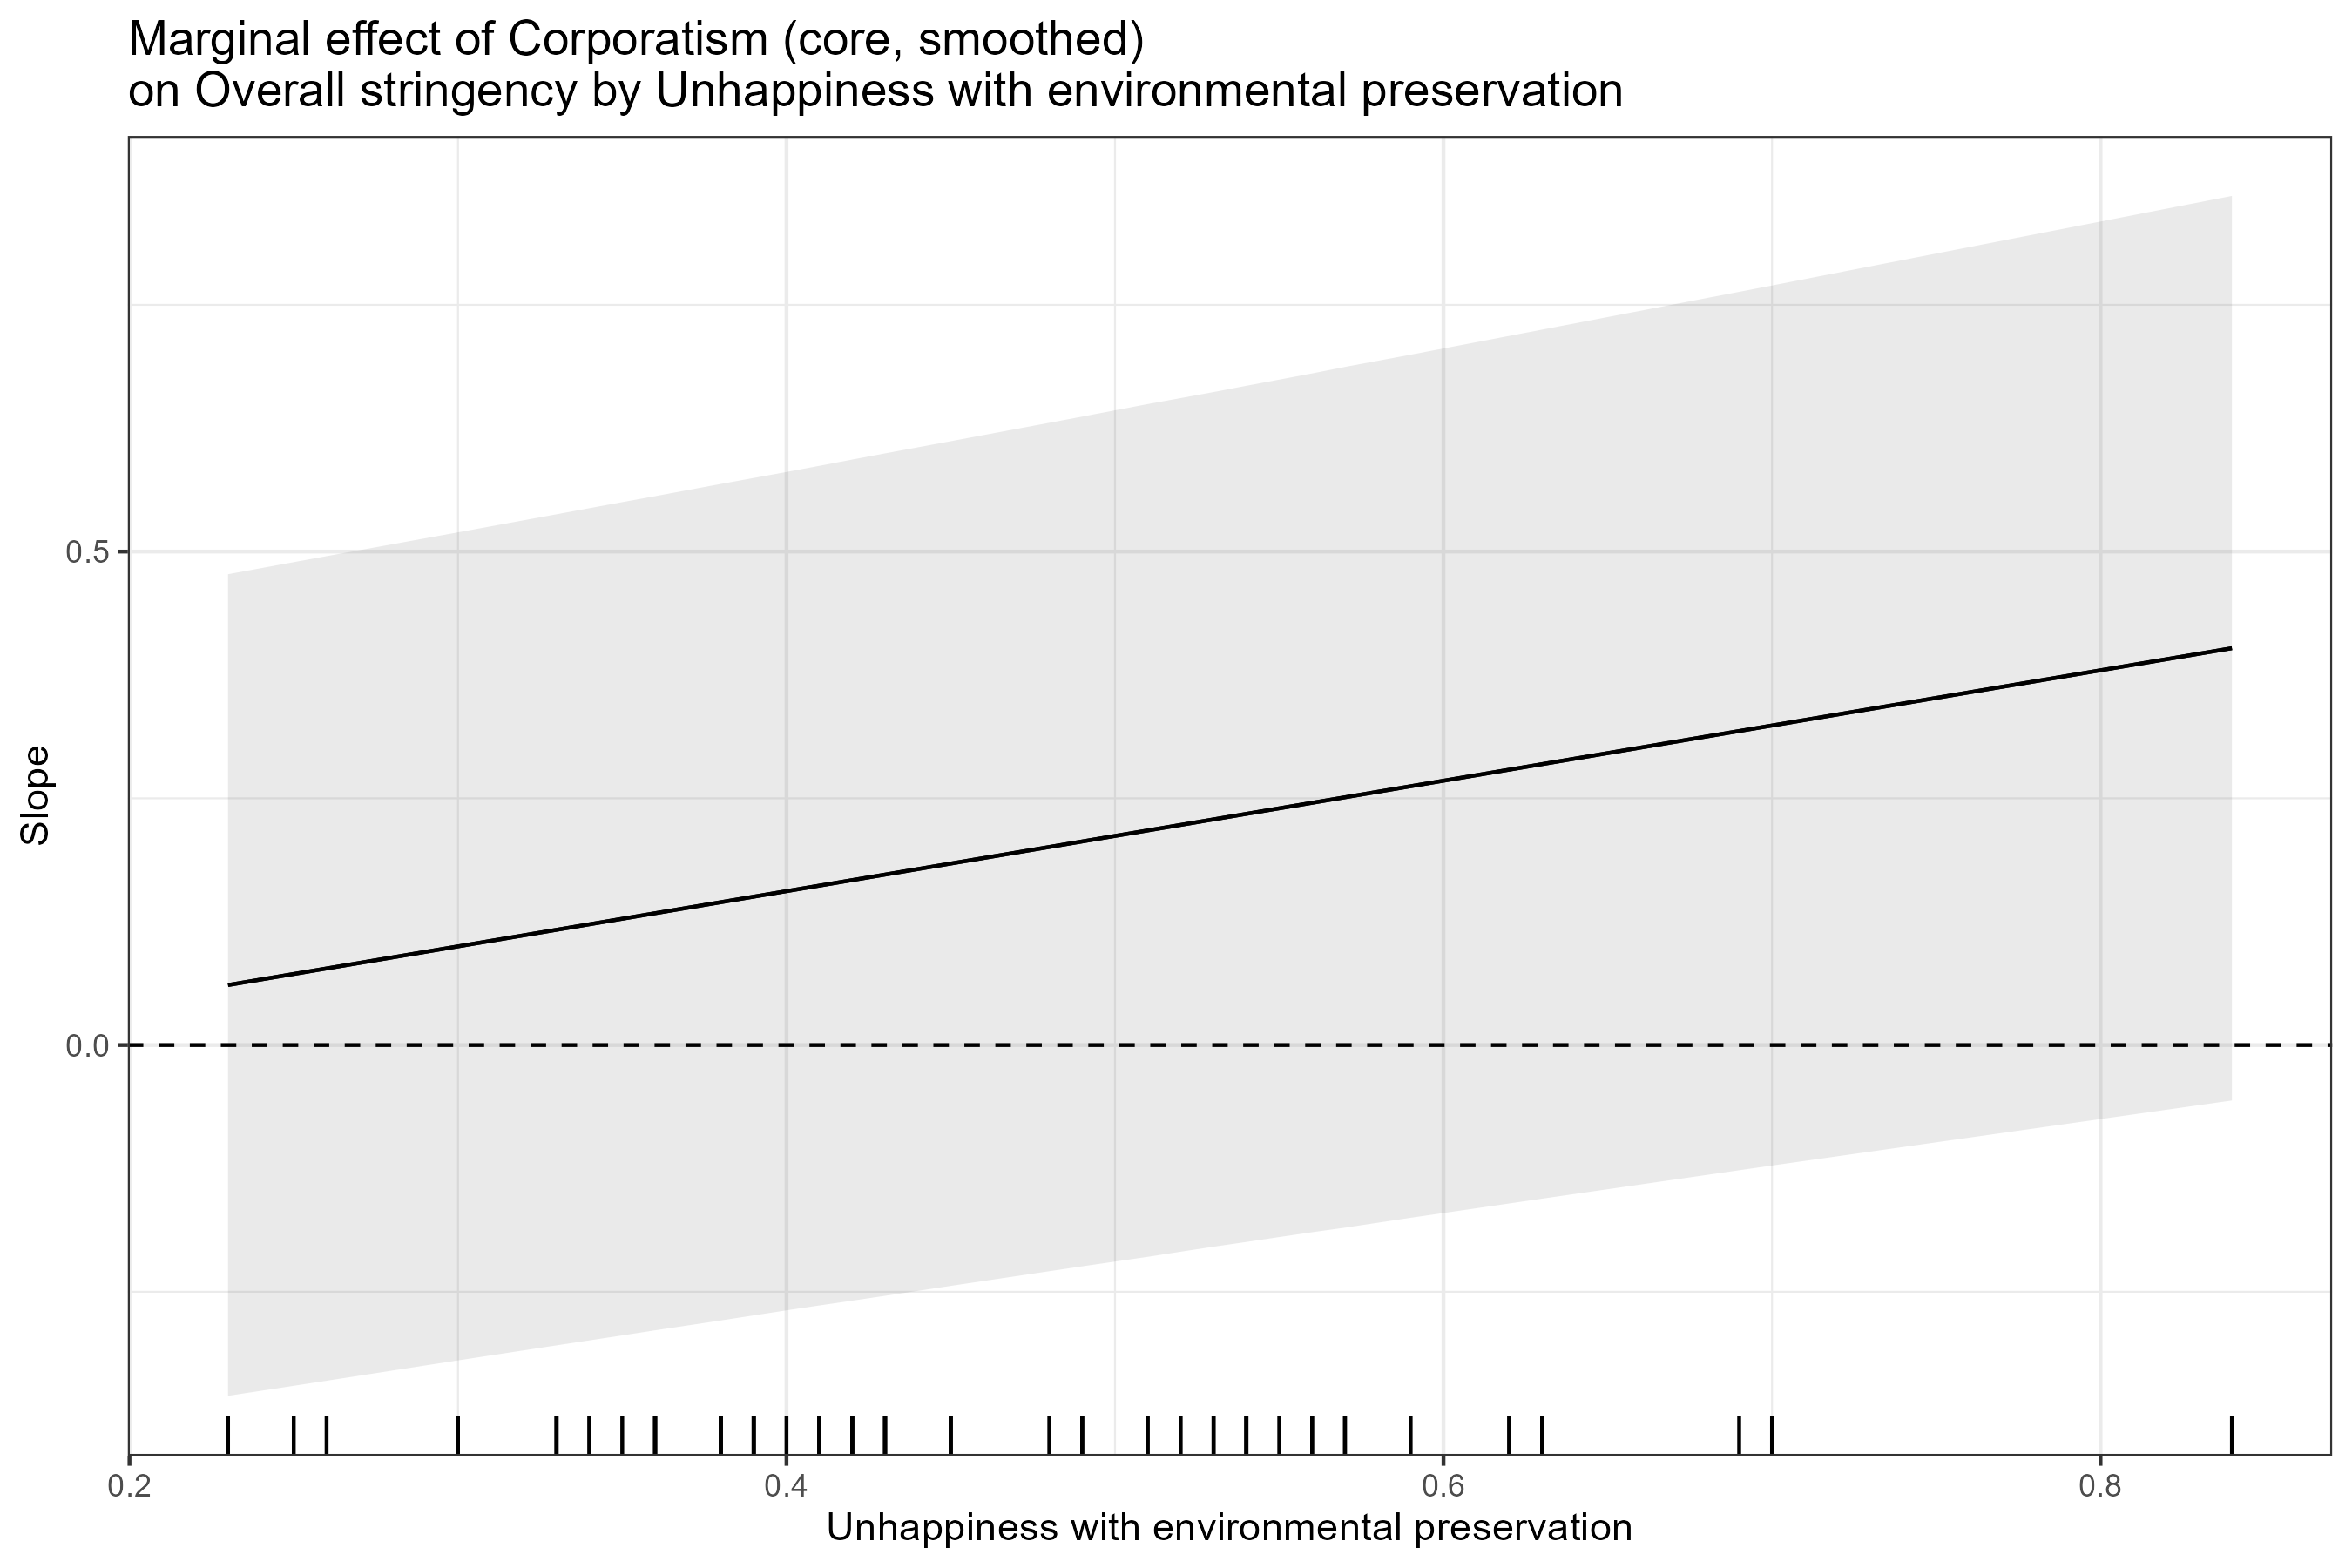 Marginal effect of Corporatism (core, smoothed)
on Overall stringency by Unhappiness with environmental preservation
Slope
0.5
0.0
0.2
0.4
0.6
0.8
Unhappiness with environmental preservation